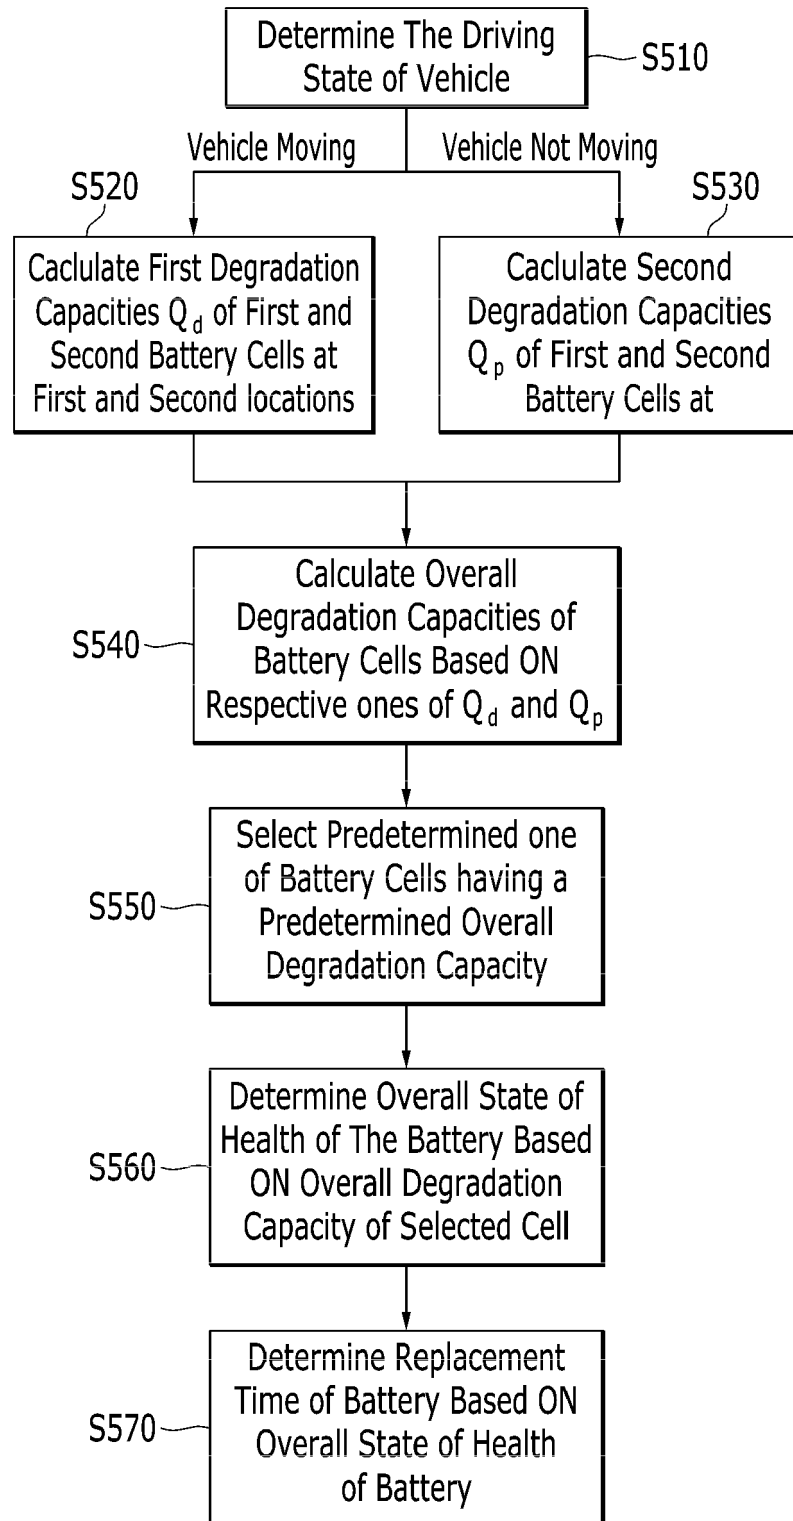 Determine The Driving
State of Vehicle
S510
Vehicle Moving
Vehicle Not Moving
S520
S530
Caclulate First Degradation
Capacities Qd of First and
Second Battery Cells at
First and Second locations
Caclulate Second
Degradation Capacities
Qp of First and Second
Battery Cells at
Calculate Overall
Degradation Capacities of
Battery Cells Based ON
Respective ones of Qd and Qp
S540
Select Predetermined one
of Battery Cells having a
Predetermined Overall
Degradation Capacity
S550
Determine Overall State of
Health of The Battery Based
ON Overall Degradation
Capacity of Selected Cell
S560
Determine Replacement
Time of Battery Based ON
Overall State of Health
of Battery
S570